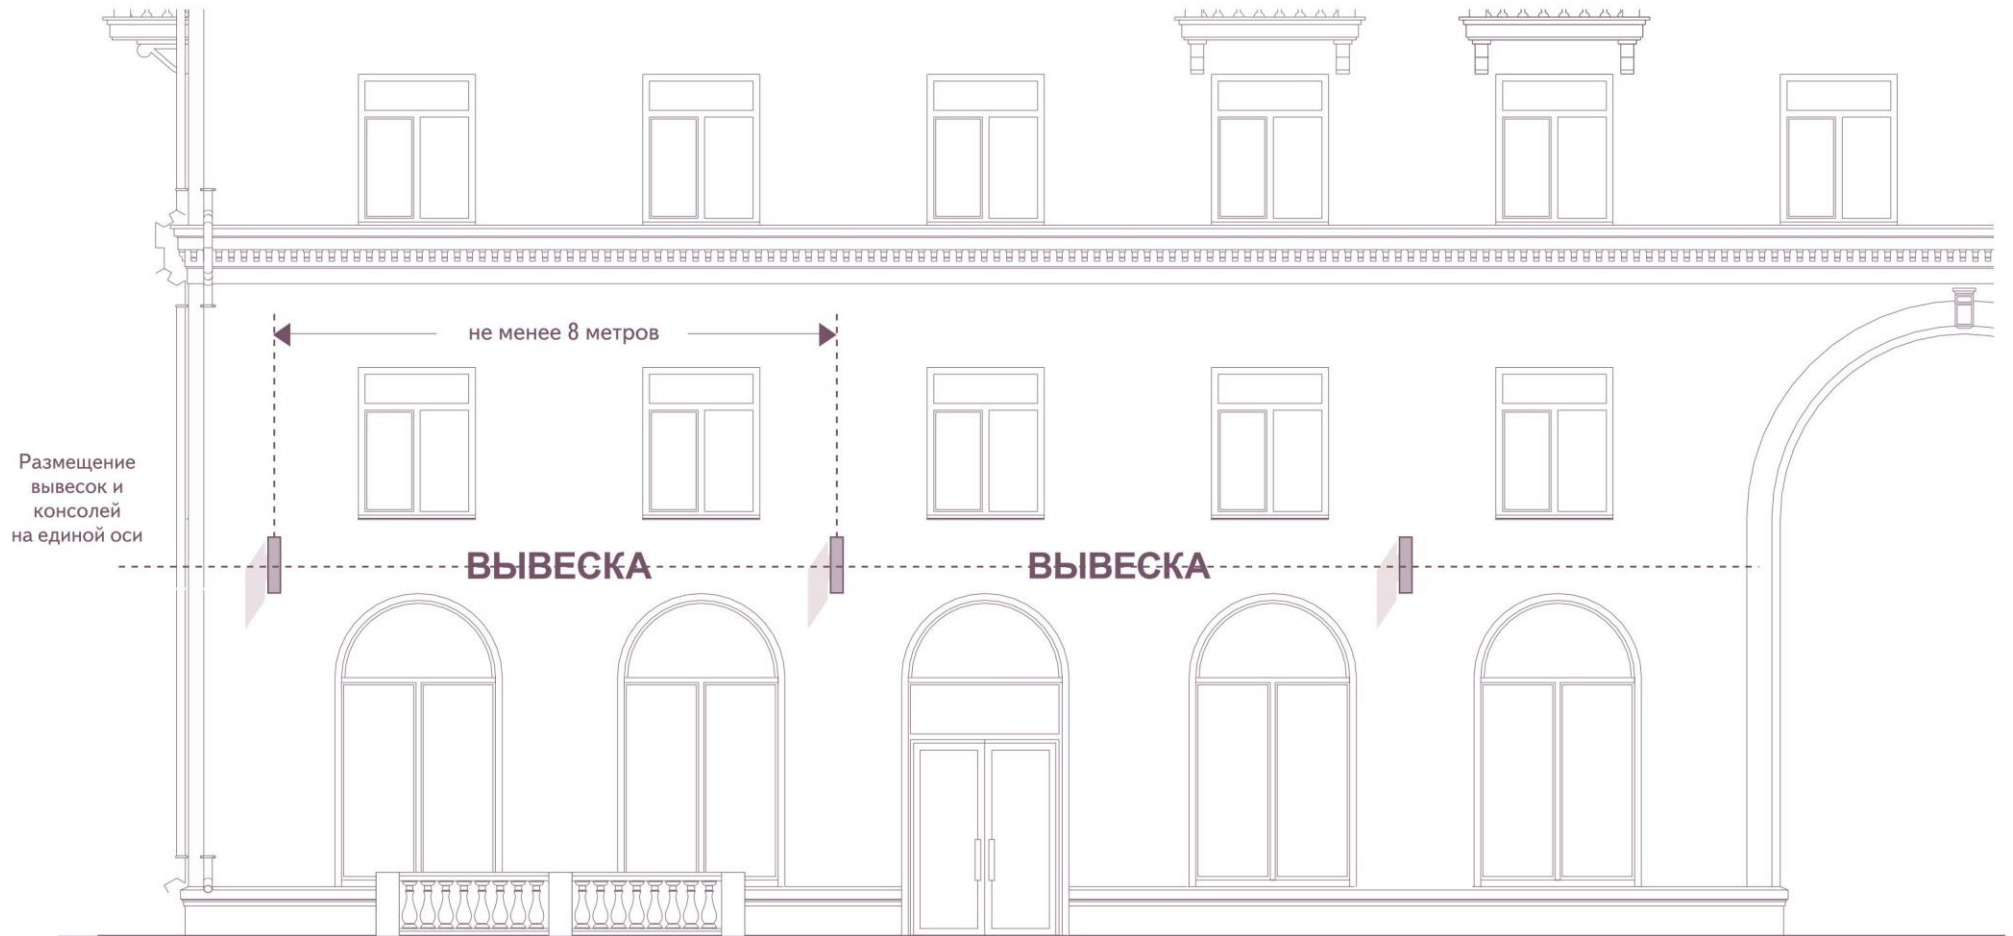 не менее 8 метров
Размещение
вывесок и
консолей
на единой оси
ВЫВЕСКА
ВЫВЕСКА